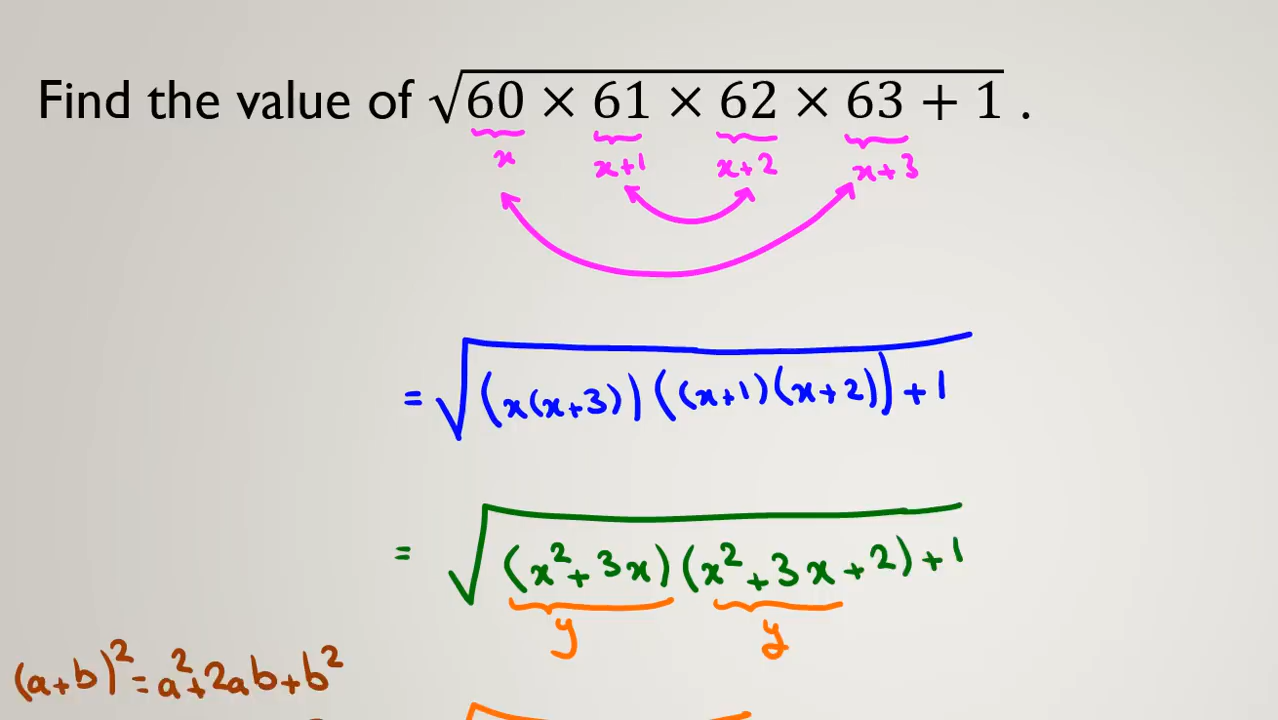 Find the value of √60 × 61 × 62 × 63 + 1 .
x x+1 x+2 x+3
= √(x(x+3))((x+1)(x+2))+1
= √(x²+3x)(x²+3x+2)+1
y y
(a+b)²=a²+2ab+b²